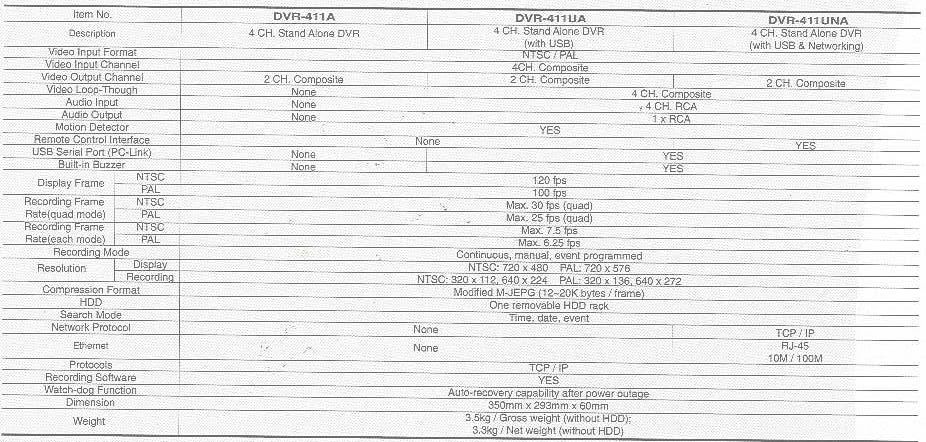 Item No. DVR-411A DVR-411UA DVR-411UNA
Description 4 CH. Stand Alone DVR 4 CH. Stand Alone DVR 4 CH. Stand Alone DVR
(with USB) (with USB & Networking)
Video Input Format NTSC / PAL
Video Input Channel 4CH. Composite
Video Output Channel 2 CH. Composite 2 CH. Composite 2 CH. Composite
Video Loop-Though None 4 CH. Composite
Audio Input None 4 CH. RCA
Audio Output None 1 x RCA
Motion Detector YES
Remote Control Interface None YES
USB Serial Port (PC-Link) None YES
Built-in Buzzer None YES
Display Frame NTSC 120 fps
PAL 100 fps
Recording Frame NTSC Max. 30 fps (quad)
Rate(quad mode) PAL Max. 25 fps (quad)
Recording Frame NTSC Max. 7.5 fps
Rate(each mode) PAL Max. 6.25 fps
Recording Mode Continuous, manual, event programmed
Resolution Display NTSC: 720 x 480 PAL: 720 x 576
Recording NTSC: 320 x 112, 640 x 224 PAL: 320 x 136, 640 x 272
Compression Format Modified M-JEPG (12~20K bytes / frame)
HDD One removable HDD rack
Search Mode Time, date, event
Network Protocol None TCP / IP
Ethernet None RJ-45
10M / 100M
Protocols TCP / IP
Recording Software YES
Watch-dog Function Auto-recovery capability after power outage
Dimension 350mm x 293mm x 60mm
Weight 3.5kg / Gross weight (without HDD);
3.3kg / Net weight (without HDD)